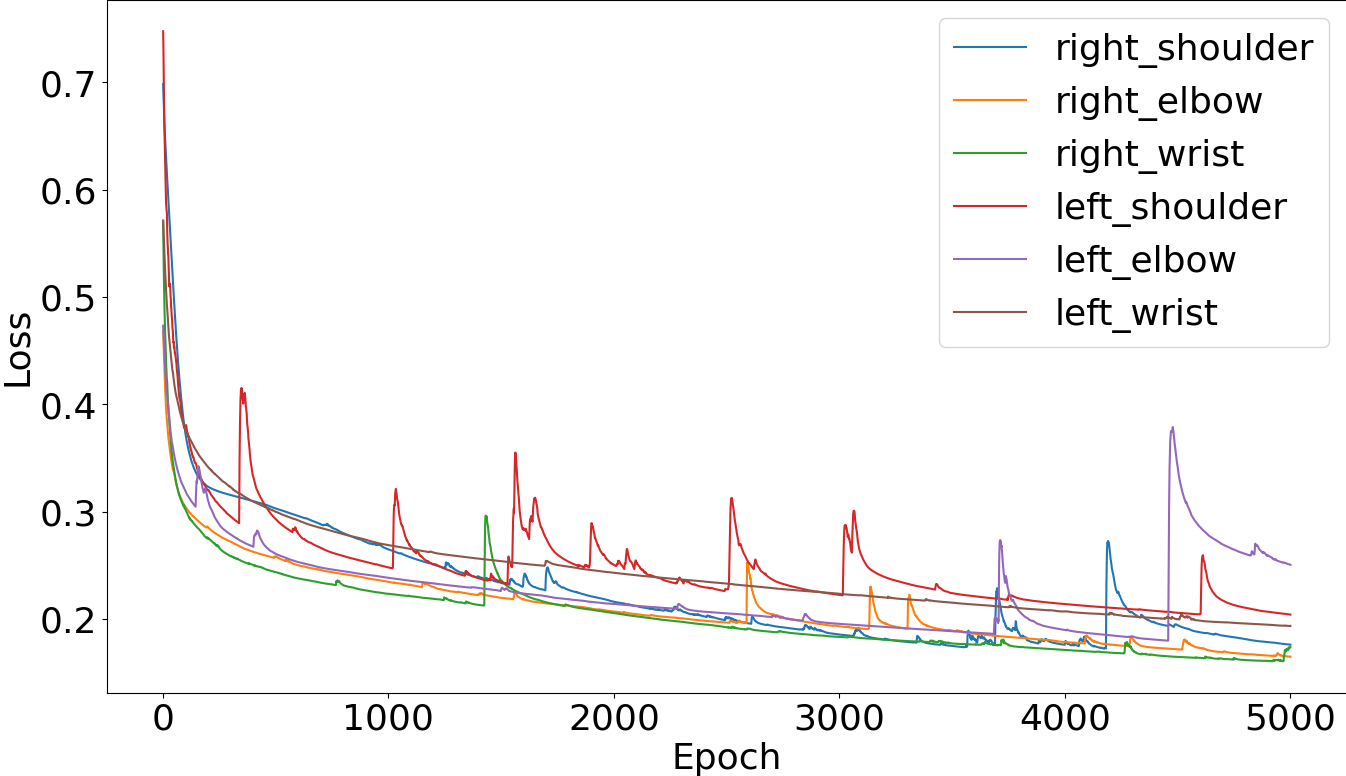 Loss
0.7
0.6
0.5
0.4
0.3
0.2
right_shoulder
right_elbow
right_wrist
left_shoulder
left_elbow
left_wrist
0 1000 2000 3000 4000 5000
Epoch